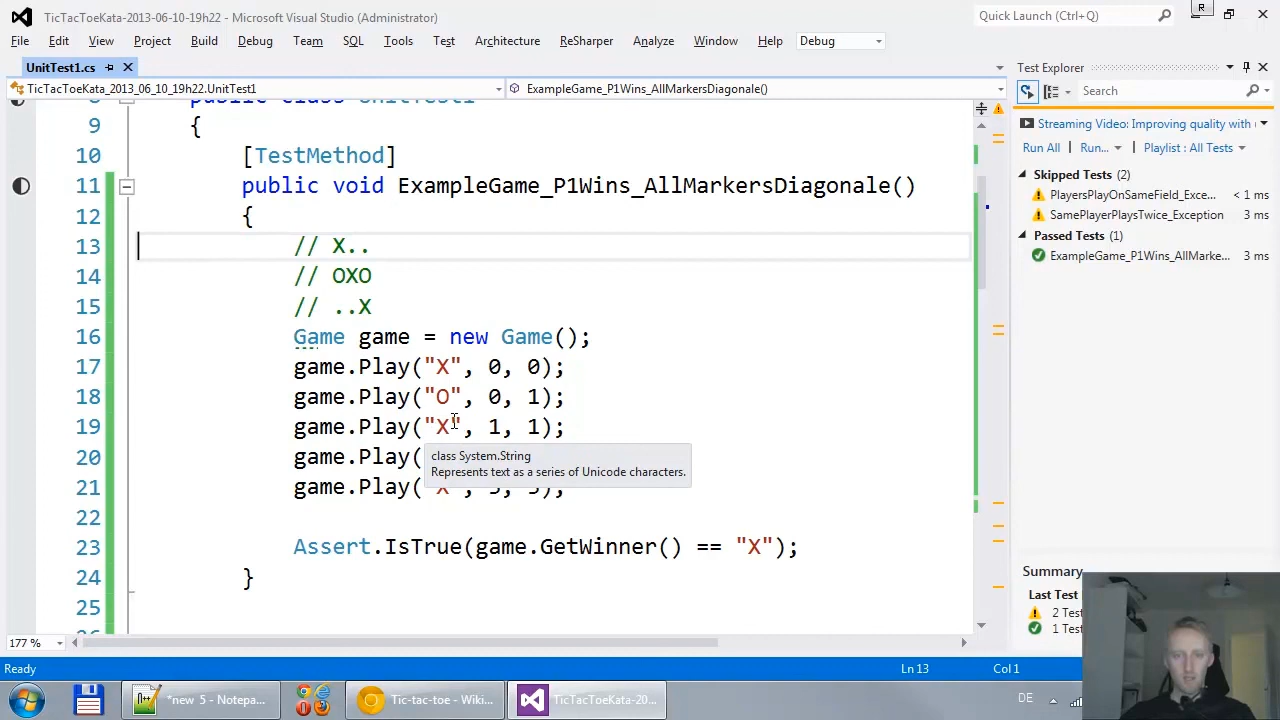 TicTacToeKata-2013-06-10-19h22 - Microsoft Visual Studio (Administrator)
Quick Launch (Ctrl+Q)
R
File Edit View Project Build Debug Team SQL Tools Test Architecture ReSharper Analyze Window Help Debug
UnitTest1.cs
Test Explorer
TicTacToeKata_2013_06_10_19h22.UnitTest1
ExampleGame_P1Wins_AllMarkersDiagonale()
Search
Streaming Video: Improving quality with
Run All Run... Playlist : All Tests
Skipped Tests (2)
PlayersPlayOnSameField_Exce... < 1 ms
SamePlayerPlaysTwice_Exception 3 ms
Passed Tests (1)
ExampleGame_P1Wins_AllMarke... 3 ms
9 {
10 [TestMethod]
11 public void ExampleGame_P1Wins_AllMarkersDiagonale()
12 {
13 // X..
14 // OXO
15 // ..X
16 Game game = new Game();
17 game.Play("X", 0, 0);
18 game.Play("O", 0, 1);
19 game.Play("X", 1, 1);
20 game.Play(
class System.String
Represents text as a series of Unicode characters.
21 game.Play(
22
23 Assert.IsTrue(game.GetWinner() == "X");
24 }
25
Summary
Last Test
2 Test
1 Test
177 %
Ready
Ln 13
Col 1
*new 5 - Notepa...
Tic-tac-toe - Wiki...
TicTacToeKata-20...
DE